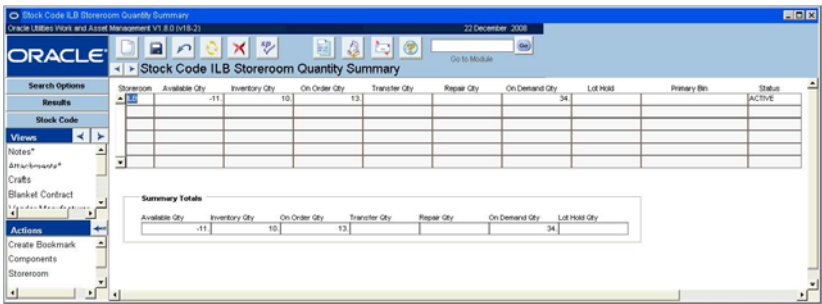 Stock Code ILB Storeroom Quantity Summary
Oracle Utilities Work and Asset Management V1.8.0 (v18-2) 22 December 2008
ORACLE
Go
Go to Module
Stock Code ILB Storeroom Quantity Summary
Search Options
Results
Stock Code
Views
Notes*
Attachments*
Crafts
Blanket Contract
Vendor Manufacturer
Actions
Create Bookmark
Components
Storeroom
Storeroom Available Qty Inventory Qty On Order Qty Transfer Qty Repair Qty On Demand Qty Lot Hold Primary Bin Status
ILB -11. 10. 13. 34. ACTIVE
Summary Totals
Available Qty Inventory Qty On Order Qty Transfer Qty Repair Qty On Demand Qty Lot Hold Qty
-11. 10. 13. 34.